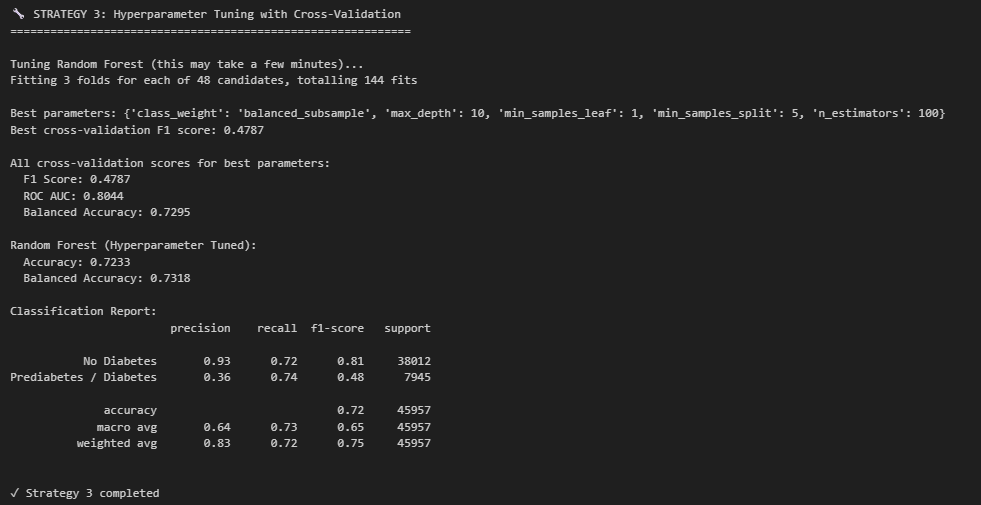 🔧 STRATEGY 3: Hyperparameter Tuning with Cross-Validation
============================================================
Tuning Random Forest (this may take a few minutes)...
Fitting 3 folds for each of 48 candidates, totalling 144 fits
Best parameters: {'class_weight': 'balanced_subsample', 'max_depth': 10, 'min_samples_leaf': 1, 'min_samples_split': 5, 'n_estimators': 100}
Best cross-validation F1 score: 0.4787
All cross-validation scores for best parameters:
  F1 Score: 0.4787
  ROC AUC: 0.8044
  Balanced Accuracy: 0.7295
Random Forest (Hyperparameter Tuned):
  Accuracy: 0.7233
  Balanced Accuracy: 0.7318
Classification Report:
                        precision    recall  f1-score   support
           No Diabetes       0.93      0.72      0.81     38012
Prediabetes / Diabetes       0.36      0.74      0.48      7945
              accuracy                           0.72     45957
             macro avg       0.64      0.73      0.65     45957
          weighted avg       0.83      0.72      0.75     45957
✓ Strategy 3 completed